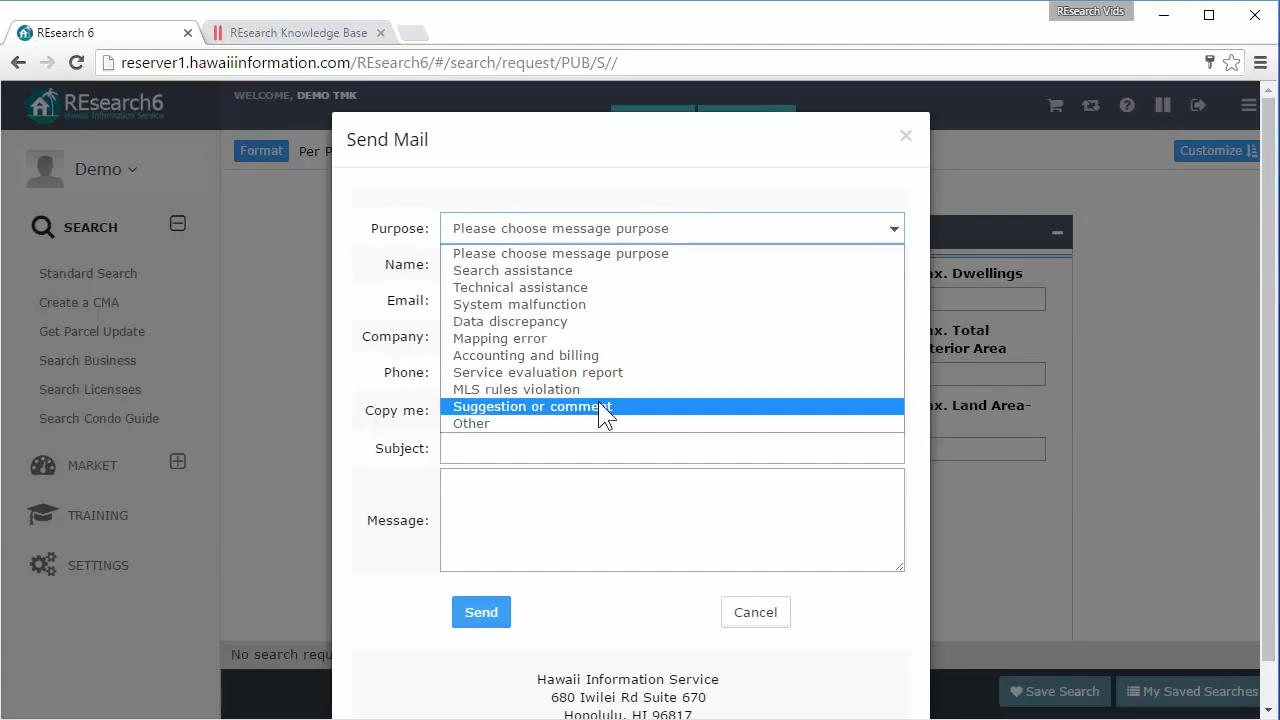 REsearch Vids
REsearch 6
REsearch Knowledge Base
reserver1.hawaiiinformation.com/REsearch6/#/search/request/PUB/S//
REsearch6
Hawaii Information Service
WELCOME, DEMO TMK
Demo
SEARCH
Standard Search
Create a CMA
Get Parcel Update
Search Business
Search Licensees
Search Condo Guide
MARKET
TRAINING
SETTINGS
Format
Per P
Customize
Send Mail
Purpose:
Please choose message purpose
Please choose message purpose
Search assistance
Technical assistance
System malfunction
Data discrepancy
Mapping error
Accounting and billing
Service evaluation report
MLS rules violation
Suggestion or comment
Other
Name:
Email:
Company:
Phone:
Copy me:
Subject:
Message:
Send
Cancel
Hawaii Information Service
680 Iwilei Rd Suite 670
Honolulu, HI 96817
ax. Dwellings
ax. Total
terior Area
ax. Land Area-
No search requ
Save Search
My Saved Searches